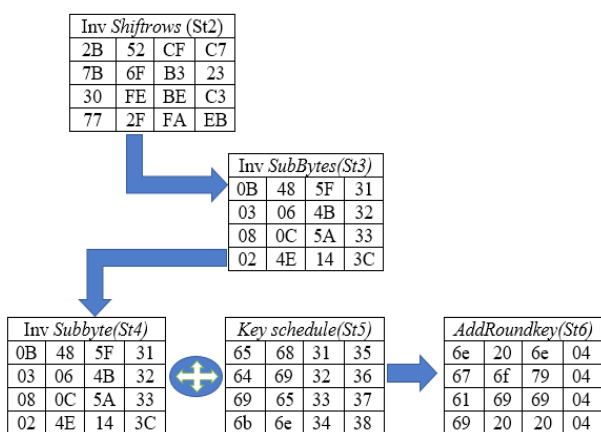 Inv Shiftrows (St2)
2B 52 CF C7
7B 6F B3 23
30 FE BE C3
77 2F FA EB
Inv SubBytes(St3)
0B 48 5F 31
03 06 4B 32
08 0C 5A 33
02 4E 14 3C
Inv Subbyte(St4)
0B 48 5F 31
03 06 4B 32
08 0C 5A 33
02 4E 14 3C
Key schedule(St5)
65 68 31 35
64 69 32 36
69 65 33 37
6b 6e 34 38
AddRoundkey(St6)
6e 20 6e 04
67 6f 79 04
61 69 69 04
69 20 20 04